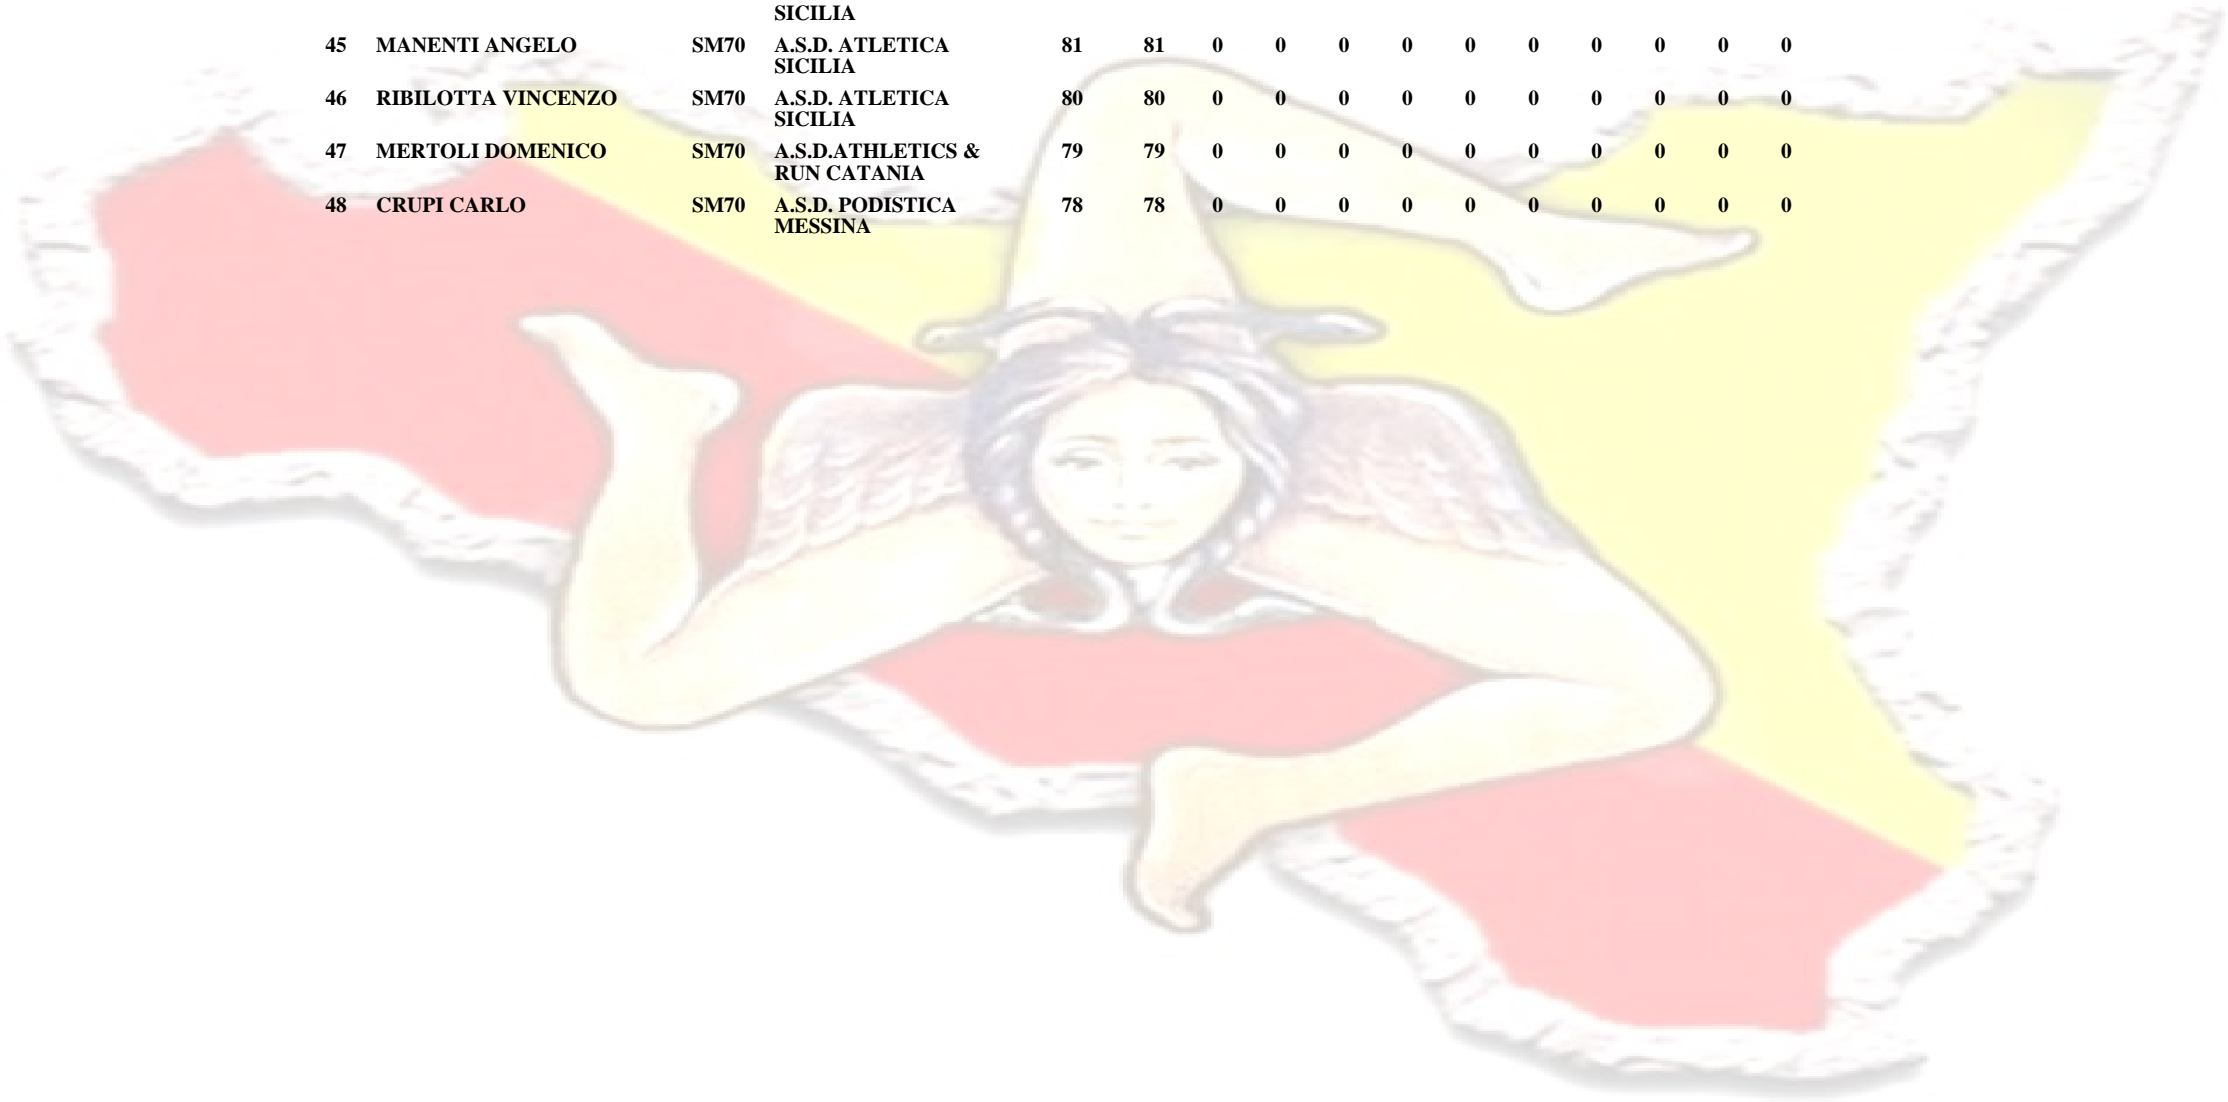 SICILIA
45 MANENTI ANGELO SM70 A.S.D. ATLETICA 81 81 0 0 0 0 0 0 0 0 0 0
SICILIA
46 RIBILOTTA VINCENZO SM70 A.S.D. ATLETICA 80 80 0 0 0 0 0 0 0 0 0 0
SICILIA
47 MERTOLI DOMENICO SM70 A.S.D.ATHLETICS & 79 79 0 0 0 0 0 0 0 0 0 0
RUN CATANIA
48 CRUPI CARLO SM70 A.S.D. PODISTICA 78 78 0 0 0 0 0 0 0 0 0 0
MESSINA